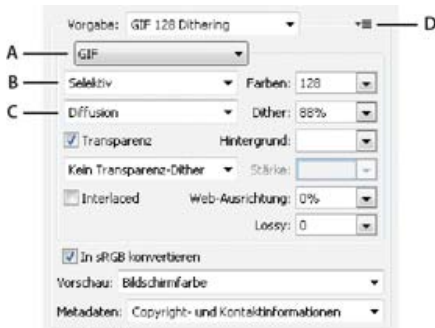 Vorgabe: GIF 128 Dithering D
A GIF
B Selektiv Farben: 128
C Diffusion Dither: 88%
Transparenz Hintergrund:
Kein Transparenz-Dither Stärke:
Interlaced Web-Ausrichtung: 0%
Lossy: 0
In sRGB konvertieren
Vorschau: Bildschirmfarbe
Metadaten: Copyright- und Kontaktinformationen